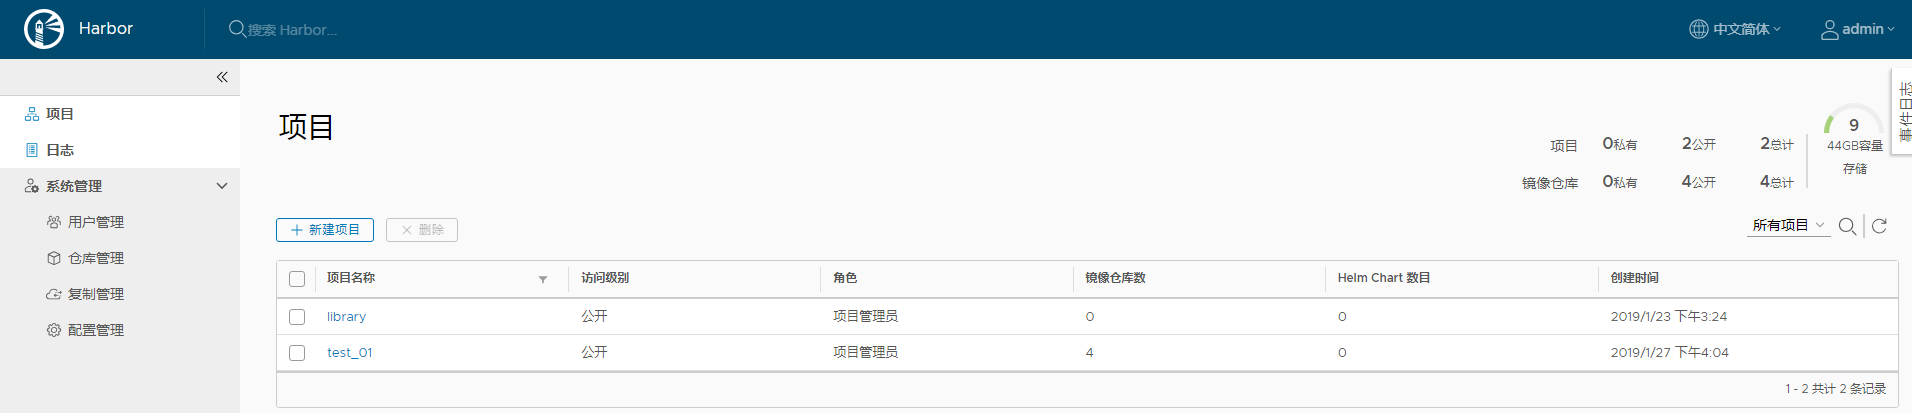 Harbor
搜索 Harbor...
中文简体
admin
项目
日志
系统管理
用户管理
仓库管理
复制管理
配置管理
项目
项目 0私有 2公开 2总计
镜像仓库 0私有 4公开 4总计
9
44GB容量
存储
事件日志
新建项目 删除
所有项目
项目名称 访问级别 角色 镜像仓库数 Helm Chart 数目 创建时间
library 公开 项目管理员 0 0 2019/1/23 下午3:24
test_01 公开 项目管理员 4 0 2019/1/27 下午4:04
1 - 2 共计 2 条记录